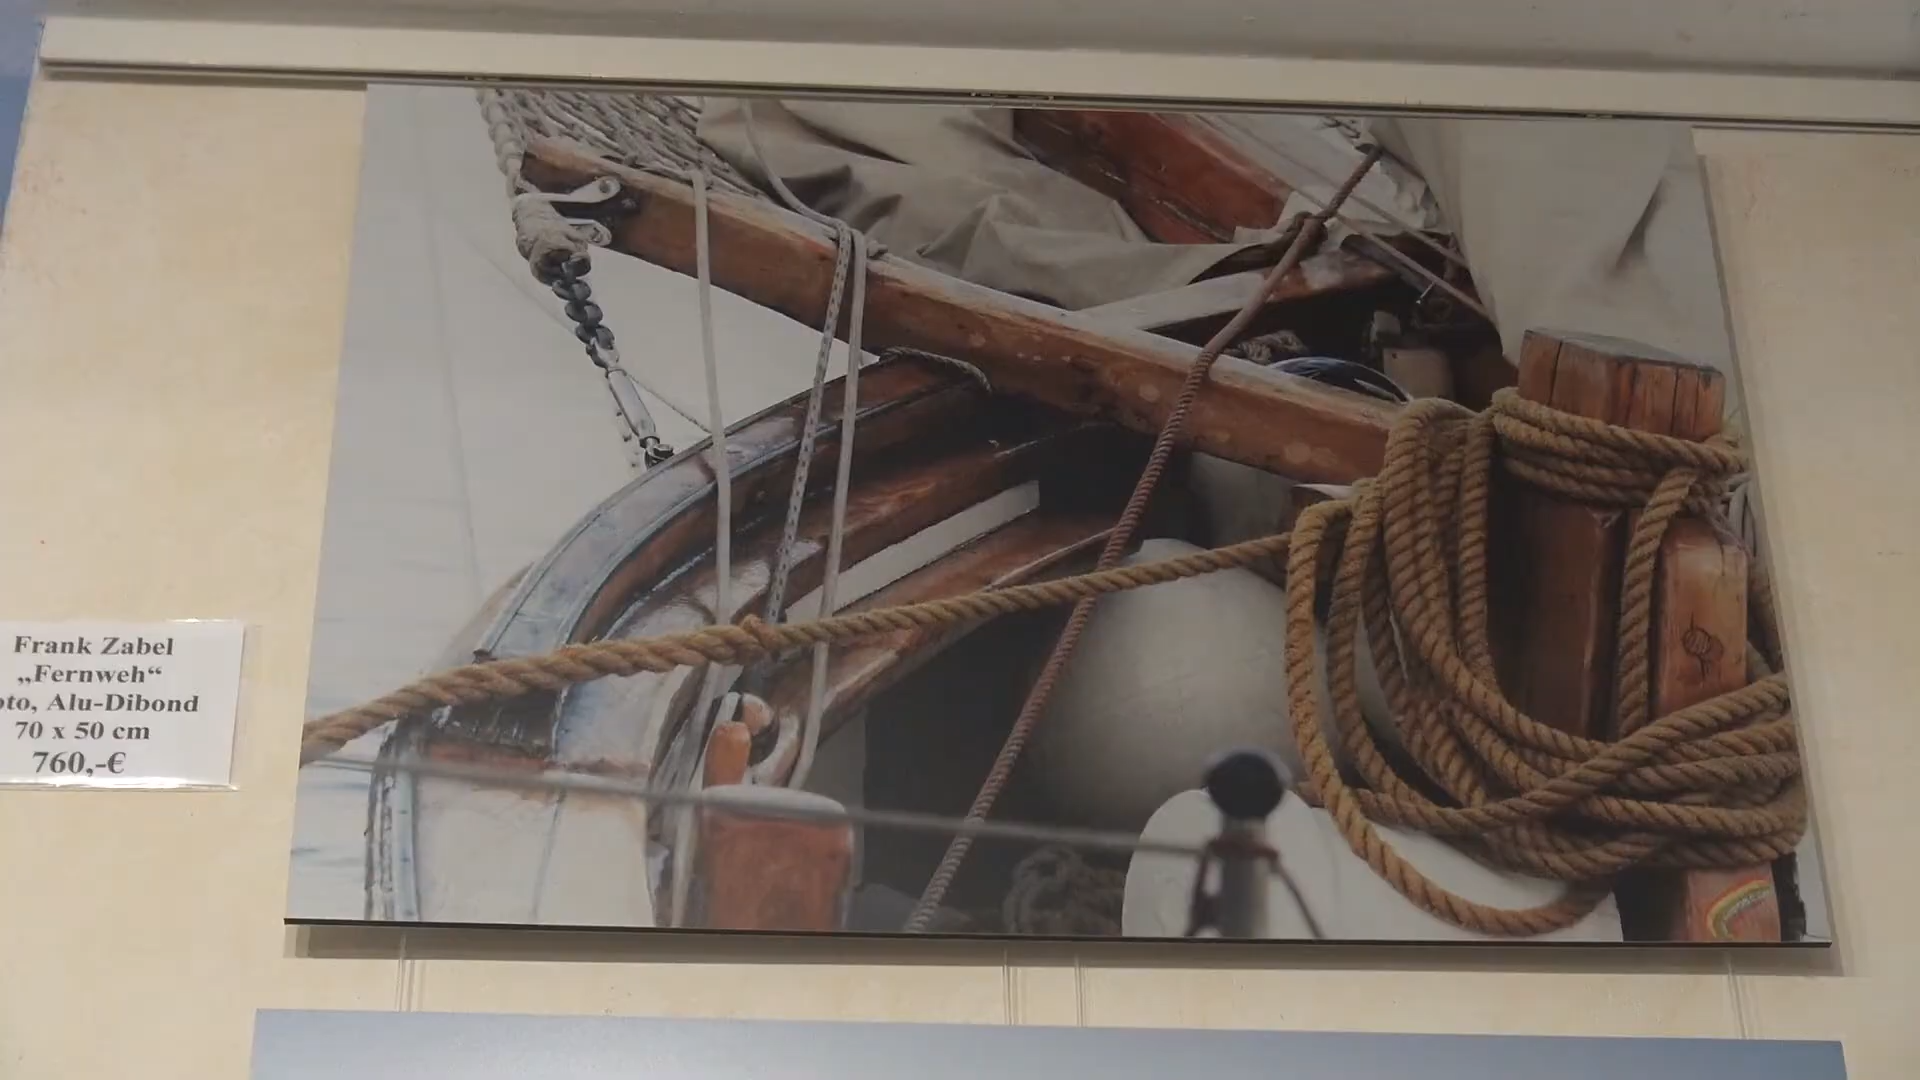 Frank Zabel
„Fernweh“
oto, Alu-Dibond
70 x 50 cm
760,-€